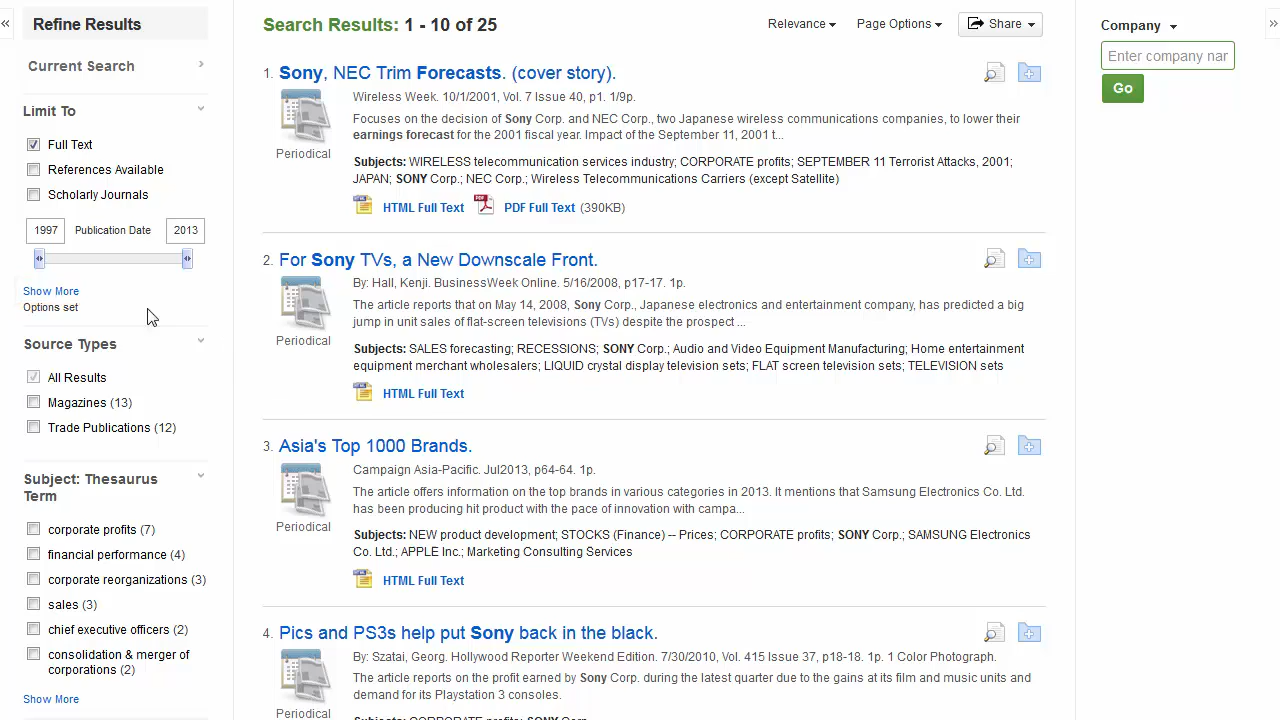 Refine Results
Current Search
Limit To
Full Text
References Available
Scholarly Journals
1997 Publication Date 2013
Show More
Options set
Source Types
All Results
Magazines (13)
Trade Publications (12)
Subject: Thesaurus
Term
corporate profits (7)
financial performance (4)
corporate reorganizations (3)
sales (3)
chief executive officers (2)
consolidation & merger of
corporations (2)
Show More
Search Results: 1 - 10 of 25
Relevance
Page Options
Share
1. Sony, NEC Trim Forecasts. (cover story).
Periodical
Wireless Week. 10/1/2001, Vol. 7 Issue 40, p1. 1/9p.
Focuses on the decision of Sony Corp. and NEC Corp., two Japanese wireless communications companies, to lower their
earnings forecast for the 2001 fiscal year. Impact of the September 11, 2001 t...
Subjects: WIRELESS telecommunication services industry; CORPORATE profits; SEPTEMBER 11 Terrorist Attacks, 2001;
JAPAN; SONY Corp.; NEC Corp.; Wireless Telecommunications Carriers (except Satellite)
HTML Full Text PDF Full Text (390KB)
2. For Sony TVs, a New Downscale Front.
Periodical
By: Hall, Kenji. BusinessWeek Online. 5/16/2008, p17-17. 1p.
The article reports that on May 14, 2008, Sony Corp., Japanese electronics and entertainment company, has predicted a big
jump in unit sales of flat-screen televisions (TVs) despite the prospect ...
Subjects: SALES forecasting; RECESSIONS; SONY Corp.; Audio and Video Equipment Manufacturing; Home entertainment
equipment merchant wholesalers; LIQUID crystal display television sets; FLAT screen television sets; TELEVISION sets
HTML Full Text
3. Asia's Top 1000 Brands.
Periodical
Campaign Asia-Pacific. Jul2013, p64-64. 1p.
The article offers information on the top brands in various categories in 2013. It mentions that Samsung Electronics Co. Ltd.
has been producing hit product with the pace of innovation with campa...
Subjects: NEW product development; STOCKS (Finance) -- Prices; CORPORATE profits; SONY Corp.; SAMSUNG Electronics
Co. Ltd.; APPLE Inc.; Marketing Consulting Services
HTML Full Text
4. Pics and PS3s help put Sony back in the black.
Periodical
By: Szatai, Georg. Hollywood Reporter Weekend Edition. 7/30/2010, Vol. 415 Issue 37, p18-18. 1p. 1 Color Photograph.
The article reports on the profit earned by Sony Corp. during the latest quarter due to the gains at its film and music units and
demand for its Playstation 3 consoles.
Subjects: CORPORATE profits; SONY Corp.
Company
Enter company nar
Go